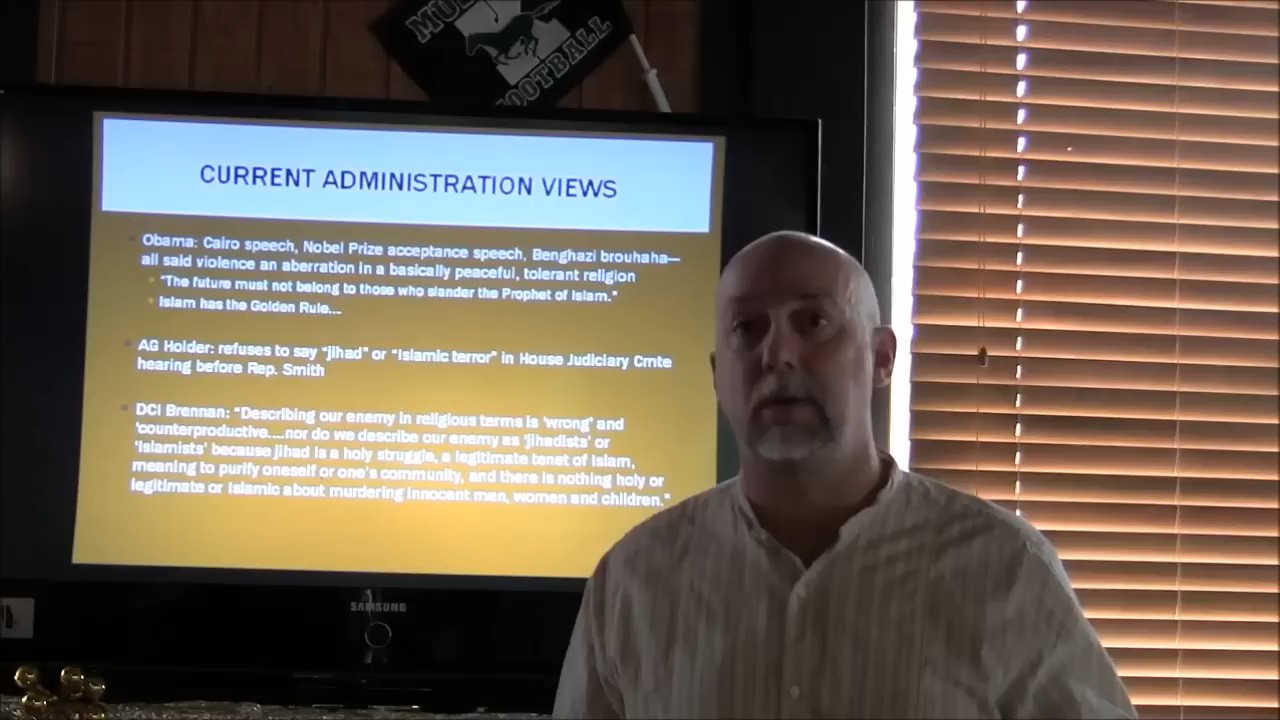 MU
FOOTBALL
CURRENT ADMINISTRATION VIEWS
Obama: Cairo speech, Nobel Prize acceptance speech, Benghazi brouhaha—
all said violence an aberration in a basically peaceful, tolerant religion
"The future must not belong to those who slander the Prophet of Islam."
Islam has the Golden Rule...
AG Holder: refuses to say "jihad" or "Islamic terror" in House Judiciary Cmte
hearing before Rep. Smith
DCI Brennan: "Describing our enemy in religious terms is 'wrong' and
'counterproductive....nor do we describe our enemy as 'jihadists' or
'Islamists' because jihad is a holy struggle, a legitimate tenet of Islam,
meaning to purify oneself or one's community, and there is nothing holy or
legitimate or Islamic about murdering innocent men, women and children."
SAMSUNG